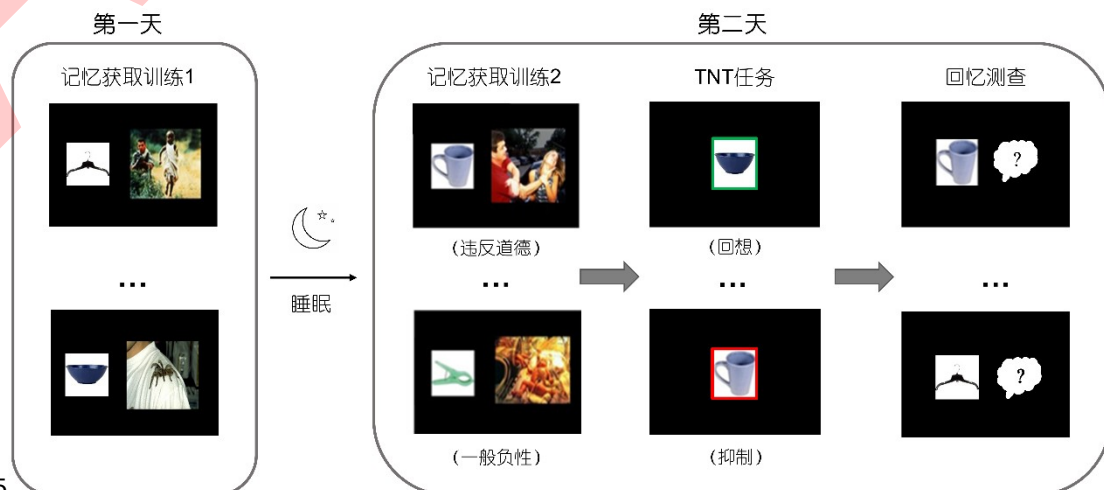 第一天
第二天
记忆获取训练1
记忆获取训练2
TNT任务
回忆测查
?
(违反道德)
(回想)
...
...
...
...
睡眠
?
(一般负性)
(抑制)
5